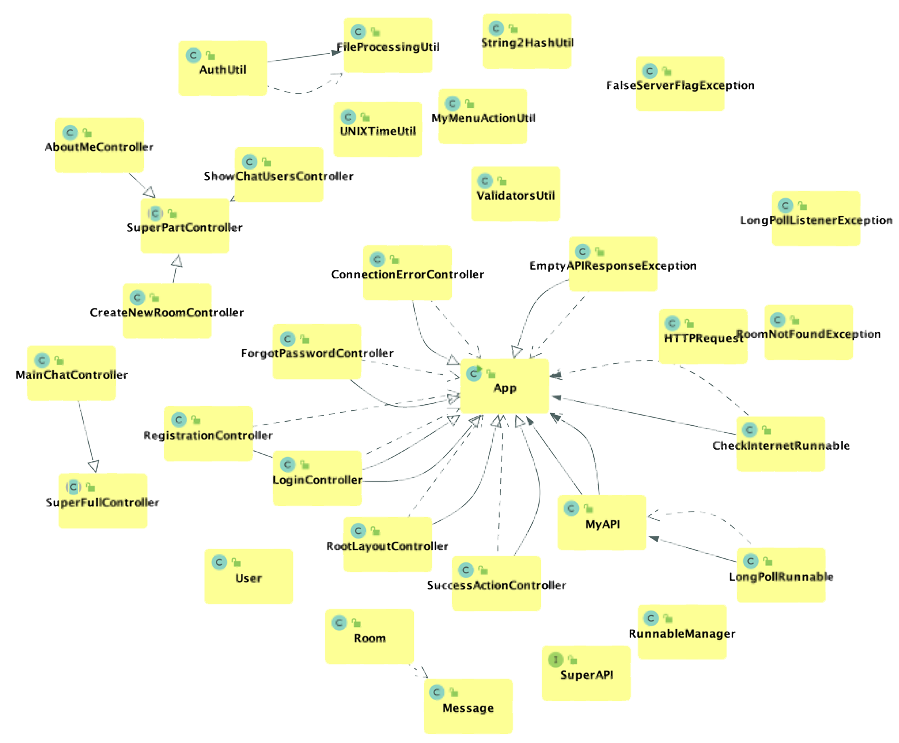 C FileProcessingUtil
C String2HashUtil
C AuthUtil
C FalseServerFlagException
C UNIXTimeUtil
C MyMenuActionUtil
C AboutMeController
C ShowChatUsersController
C ValidatorsUtil
C SuperPartController
C LongPollListenerException
C ConnectionErrorController
C EmptyAPIResponseException
C CreateNewRoomController
C HTTPRequest
C RoomNotFoundException
C ForgotPasswordController
C MainChatController
C App
C RegistrationController
C CheckInternetRunnable
C LoginController
C SuperFullController
C MyAPI
C RootLayoutController
C User
C SuccessActionController
C LongPollRunnable
C Room
C RunnableManager
I SuperAPI
C Message